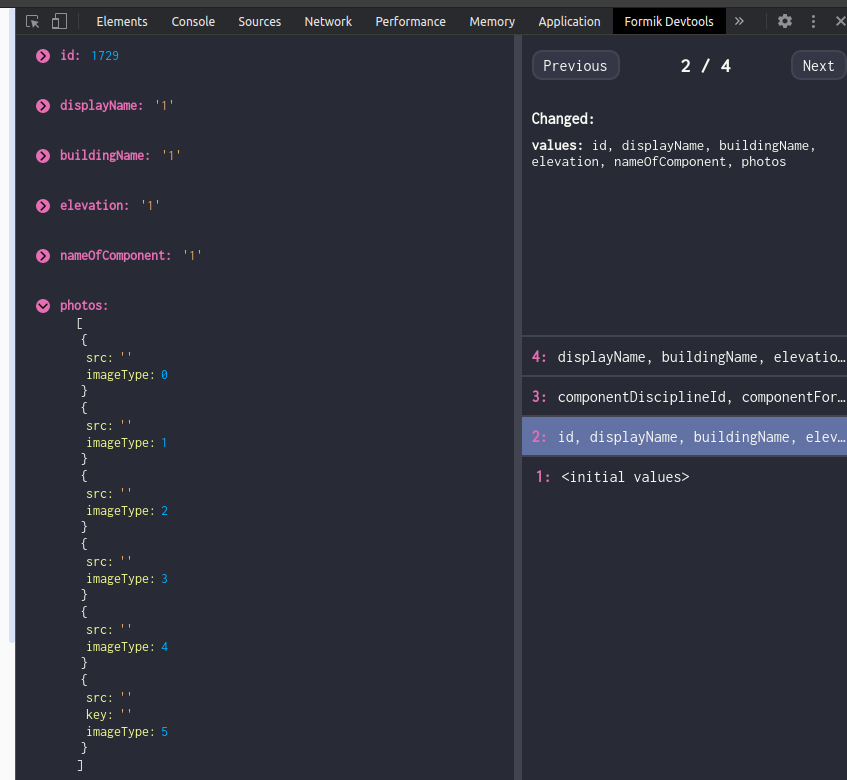 Elements Console Sources Network Performance Memory Application Formik Devtools »
id: 1729
displayName: '1'
buildingName: '1'
elevation: '1'
nameOfComponent: '1'
photos:
[
{
src: ''
imageType: 0
}
{
src: ''
imageType: 1
}
{
src: ''
imageType: 2
}
{
src: ''
imageType: 3
}
{
src: ''
imageType: 4
}
{
src: ''
key: ''
imageType: 5
}
]
Previous 2 / 4 Next
Changed:
values: id, displayName, buildingName,
elevation, nameOfComponent, photos
4: displayName, buildingName, elevatio…
3: componentDisciplineId, componentFor…
2: id, displayName, buildingName, elev…
1: <initial values>